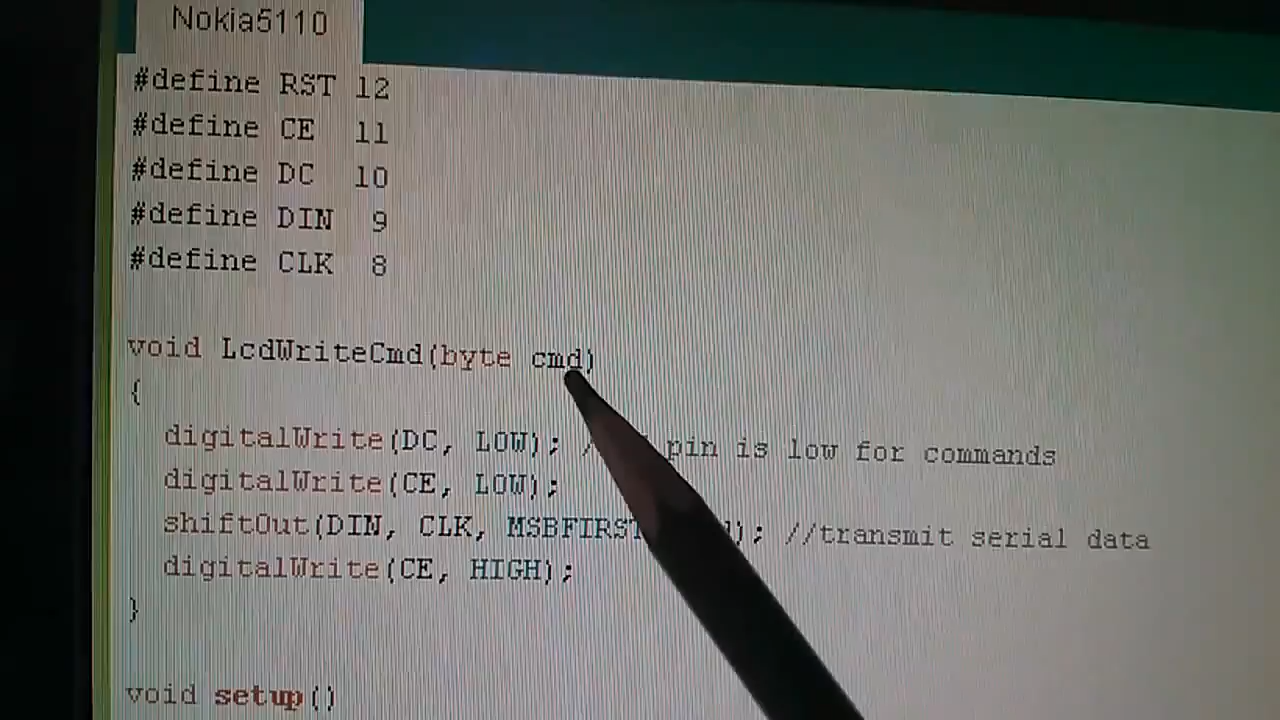 Nokia5110
#define RST 12
#define CE 11
#define DC 10
#define DIN 9
#define CLK 8
void LcdWriteCmd(byte cmd)
{
digitalWrite(DC, LOW); / pin is low for commands
digitalWrite(CE, LOW);
shiftOut(DIN, CLK, MSBFIRST ); //transmit serial data
digitalWrite(CE, HIGH);
}
void setup()